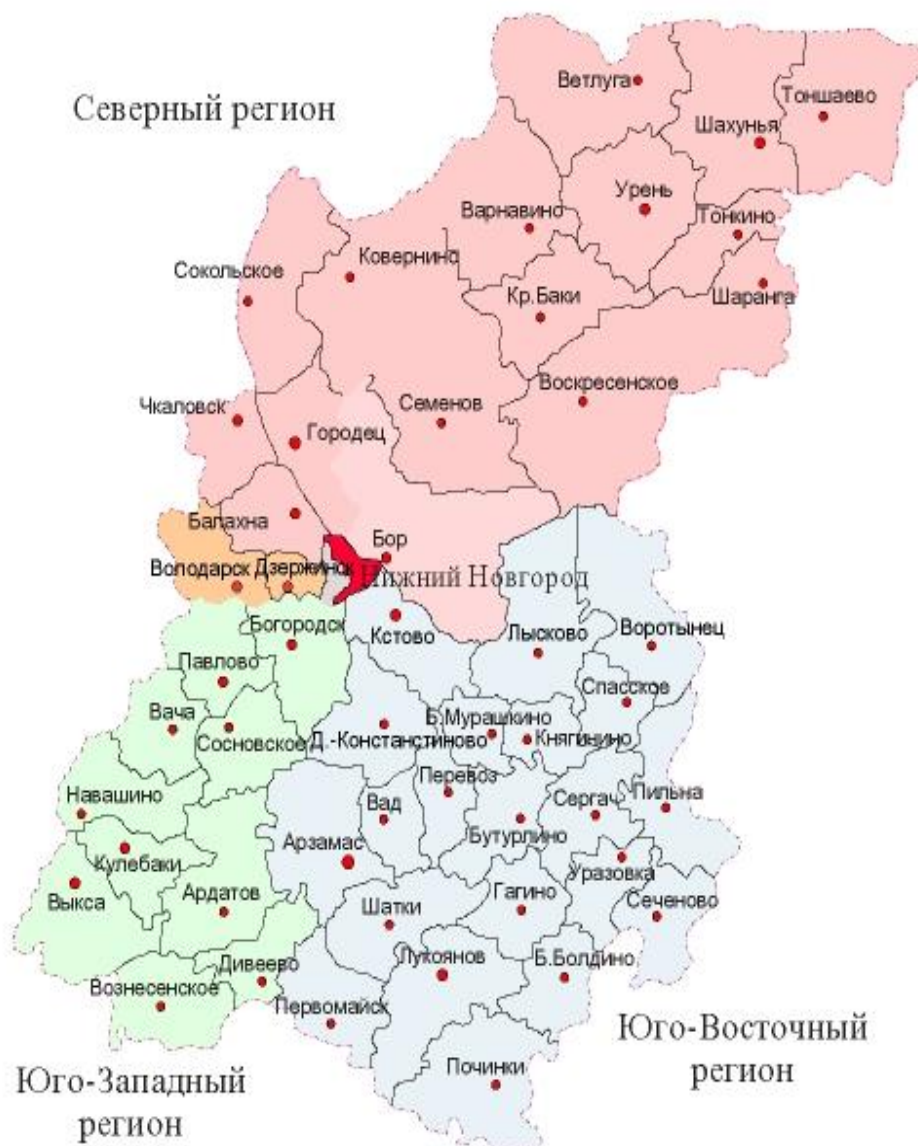 Ветлуга
Тоншаево
Северный регион
Шахунья
Урень
Варнавино
Тонкино
Ковернино
Сокольское
Кр.Баки
Шаранга
Воскресенское
Чкаловск
Семенов
Городец
Балахна
Бор
Володарск
Дзержинск
Нижний Новгород
Богородск
Кстово
Лысково
Воротынец
Павлово
Спасское
Вача
Сосновское
Б.Мурашкино
Д.-Констанстиново
Княгинино
Перевоз
Навашино
Вад
Сергач
Пильна
Бутурлино
Арзамас
Кулебаки
Уразовка
Выкса
Ардатов
Гагино
Сеченово
Шатки
Дивеево
Лукоянов
Б.Болдино
Вознесенское
Первомайск
Юго-Восточный
регион
Починки
Юго-Западный
регион